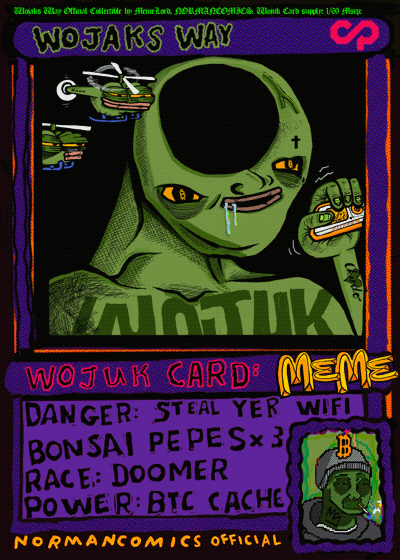 Wojaks Way Official Collectible by MemeLord, NORMANCOMICS, Wojuk Card supply: 1/60
WOJAKS WAY
WOJUK
WOJUK CARD: MEME
DANGER: STEAL YER WIFI
BONSAI PEPES x 3
RACE: DOOMER
POWER: BTC CACHE
NORMANCOMICS OFFICIAL